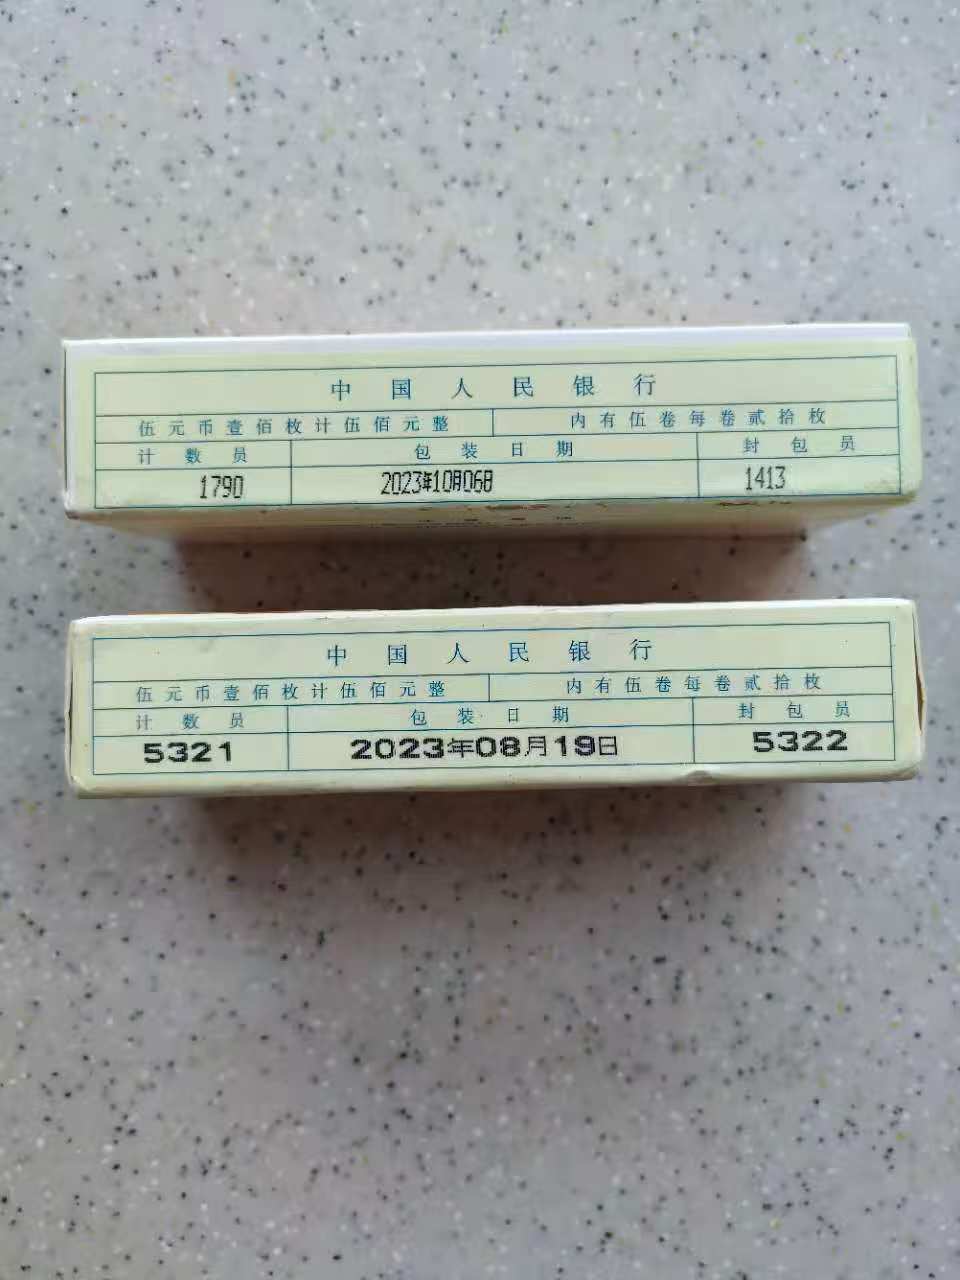 中国人民银行
伍元币壹佰枚计伍佰元整 内有伍卷每卷贰拾枚
计数员 包装日期 封包员
1790 2023年10月06日 1413
中国人民银行
伍元币壹佰枚计伍佰元整 内有伍卷每卷贰拾枚
计数员 包装日期 封包员
5321 2023年08月19日 5322